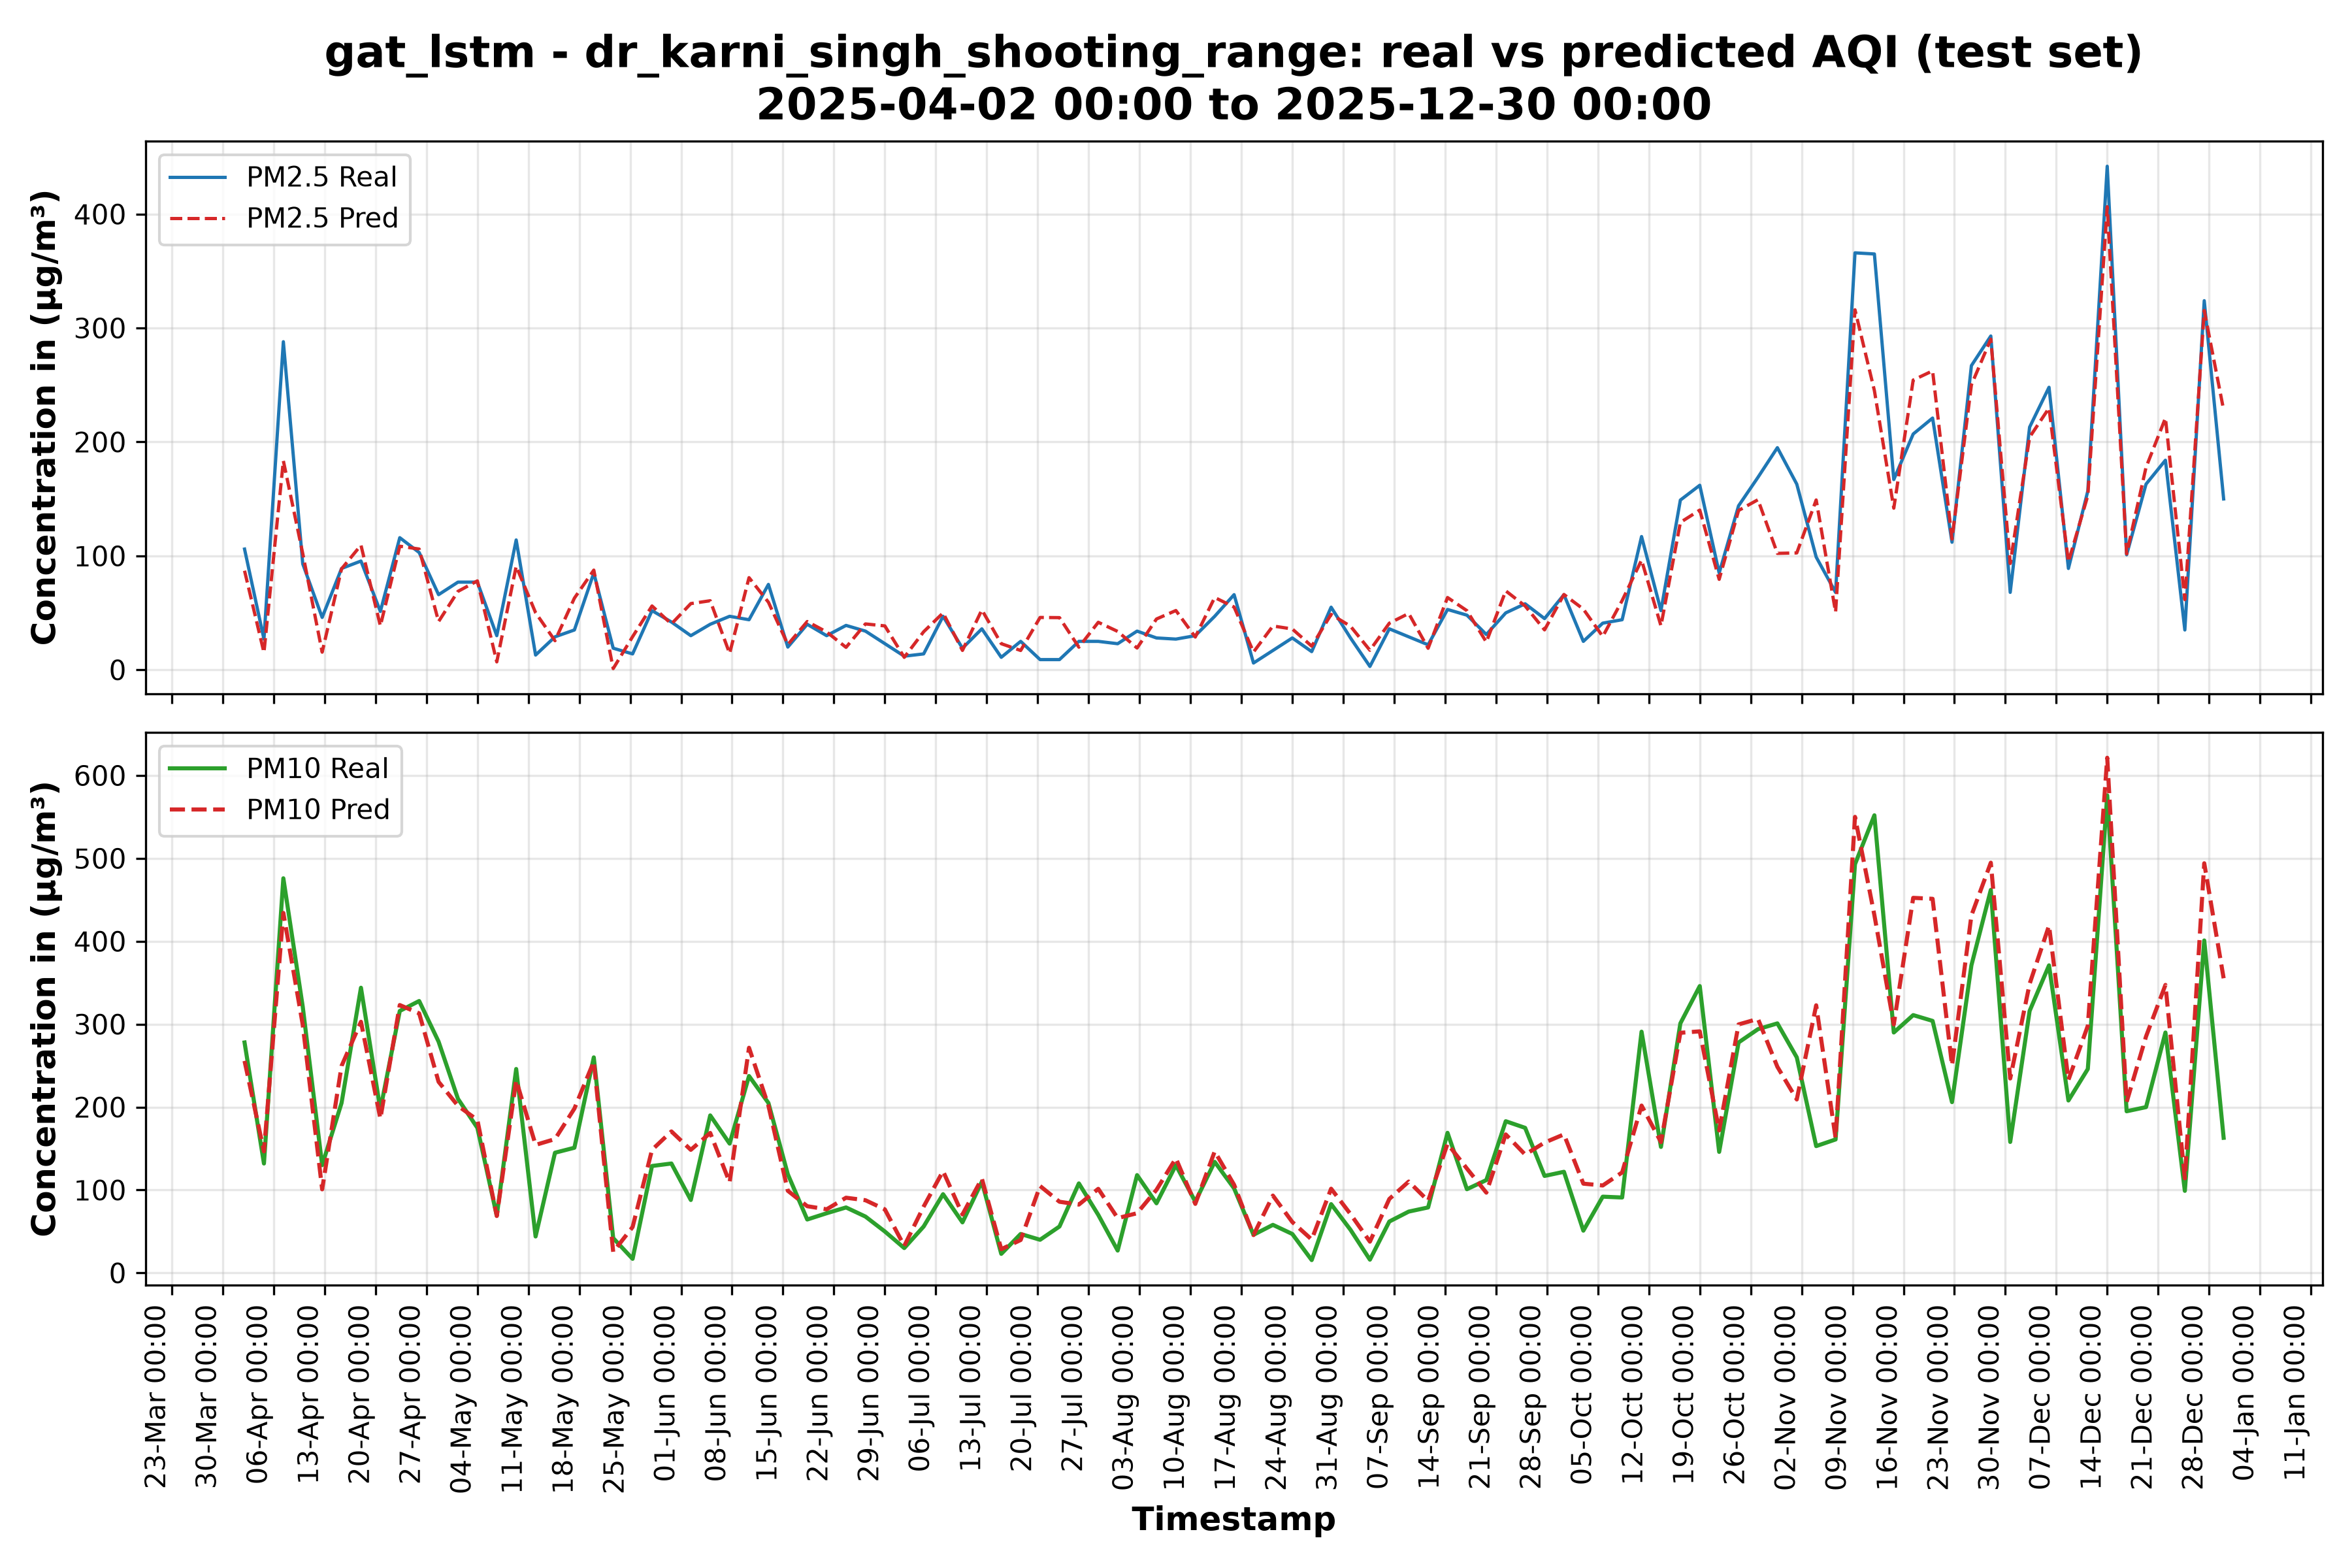 gat_lstm - dr_karni_singh_shooting_range: real vs predicted AQI (test set)
2025-04-02 00:00 to 2025-12-30 00:00
Concentration in (µg/m³)
400
300
200
100
0
PM2.5 Real
PM2.5 Pred
Concentration in (µg/m³)
600
500
400
300
200
100
0
PM10 Real
PM10 Pred
23-Mar 00:00
30-Mar 00:00
06-Apr 00:00
13-Apr 00:00
20-Apr 00:00
27-Apr 00:00
04-May 00:00
11-May 00:00
18-May 00:00
25-May 00:00
01-Jun 00:00
08-Jun 00:00
15-Jun 00:00
22-Jun 00:00
29-Jun 00:00
06-Jul 00:00
13-Jul 00:00
20-Jul 00:00
27-Jul 00:00
03-Aug 00:00
10-Aug 00:00
17-Aug 00:00
24-Aug 00:00
31-Aug 00:00
07-Sep 00:00
14-Sep 00:00
21-Sep 00:00
28-Sep 00:00
05-Oct 00:00
12-Oct 00:00
19-Oct 00:00
26-Oct 00:00
02-Nov 00:00
09-Nov 00:00
16-Nov 00:00
23-Nov 00:00
30-Nov 00:00
07-Dec 00:00
14-Dec 00:00
21-Dec 00:00
28-Dec 00:00
04-Jan 00:00
11-Jan 00:00
Timestamp